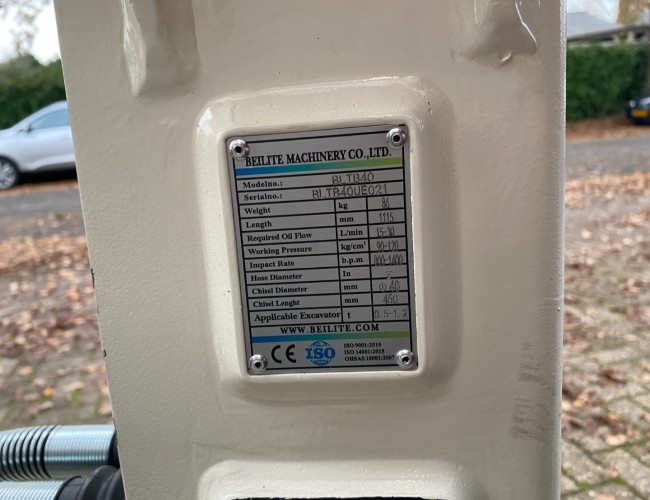 BEILITE MACHINERY CO.,LTD.
Modelno.: BLTB40
Serialno.: BLTB40UE021
Weight kg 86
Length mm 1115
Required Oil Flow L/min 15-30
Working Pressure kg/cm² 90-120
Impact Rate b.p.m 800-1400
Hose Diameter In
Chisel Diameter mm Φ40
Chisel Lenght mm 450
Applicable Excavator t 0.5-1.2
WWW.BEILITE.COM
CE ISO ISO 9001:2015
ISO 14001:2015
OHSAS 18001:2007